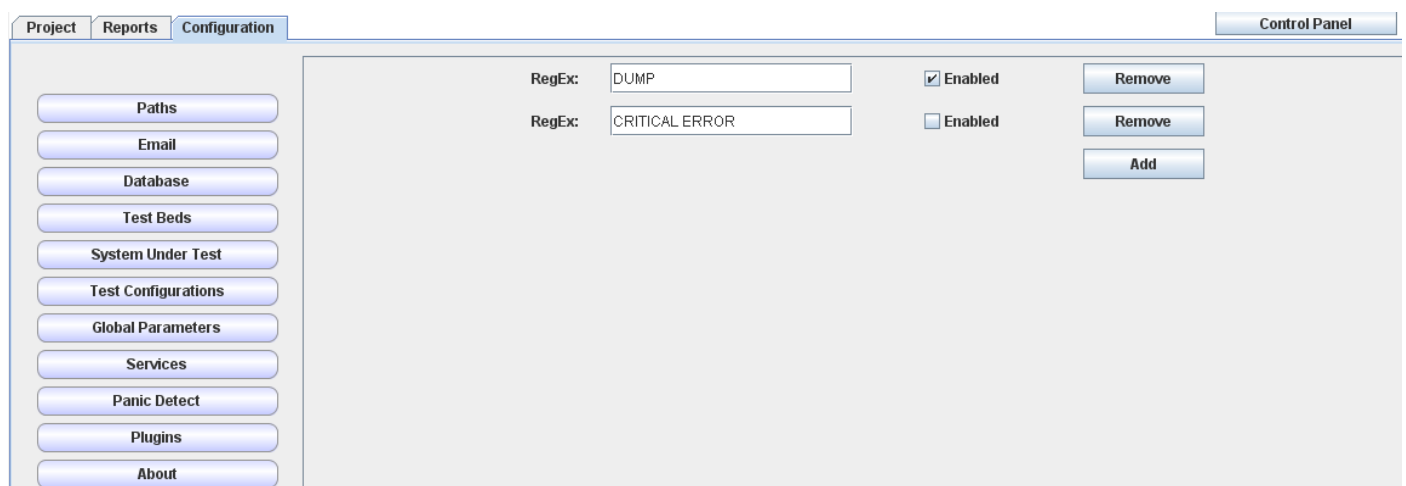 Project Reports Configuration Control Panel
RegEx: DUMP Enabled Remove
RegEx: CRITICAL ERROR Enabled Remove
Add
Paths
Email
Database
Test Beds
System Under Test
Test Configurations
Global Parameters
Services
Panic Detect
Plugins
About